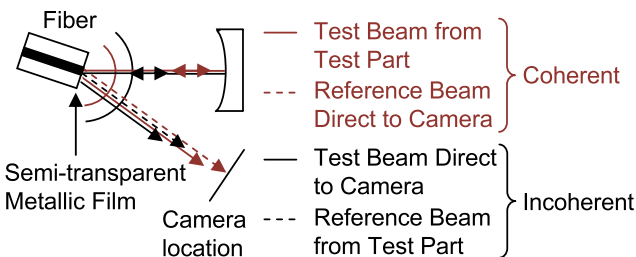 Fiber
Semi-transparent
Metallic Film
Camera
location
Test Beam from
Test Part
Reference Beam
Direct to Camera
Coherent
Test Beam Direct
to Camera
Reference Beam
from Test Part
Incoherent